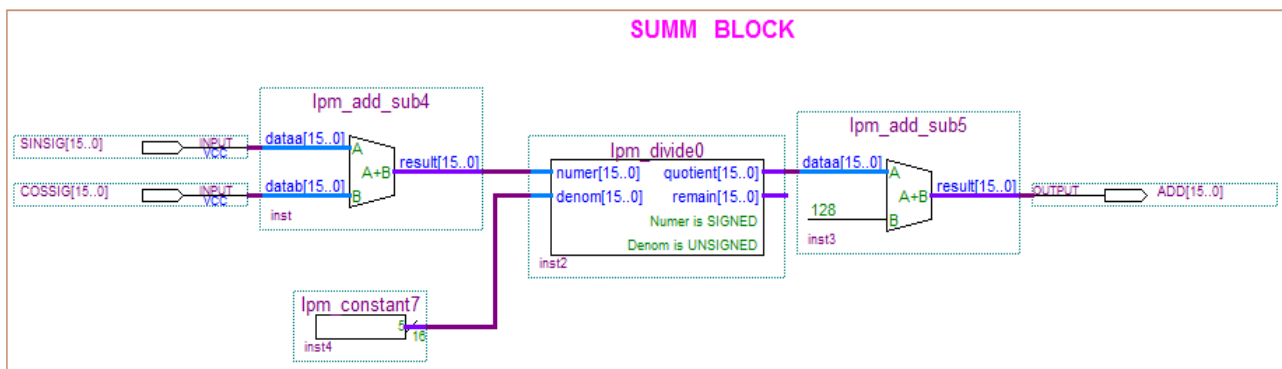 SUMM BLOCK
lpm_add_sub4
SINSIG[15..0]
INPUT
VCC
dataa[15..0]
A
A+B
result[15..0]
COSSIG[15..0]
INPUT
VCC
datab[15..0]
B
inst
lpm_divide0
numer[15..0]
quotient[15..0]
denom[15..0]
remain[15..0]
Numer is SIGNED
Denom is UNSIGNED
inst2
lpm_add_sub5
dataa[15..0]
A
A+B
result[15..0]
128
B
inst3
OUTPUT
ADD[15..0]
lpm_constant7
5
16
inst4